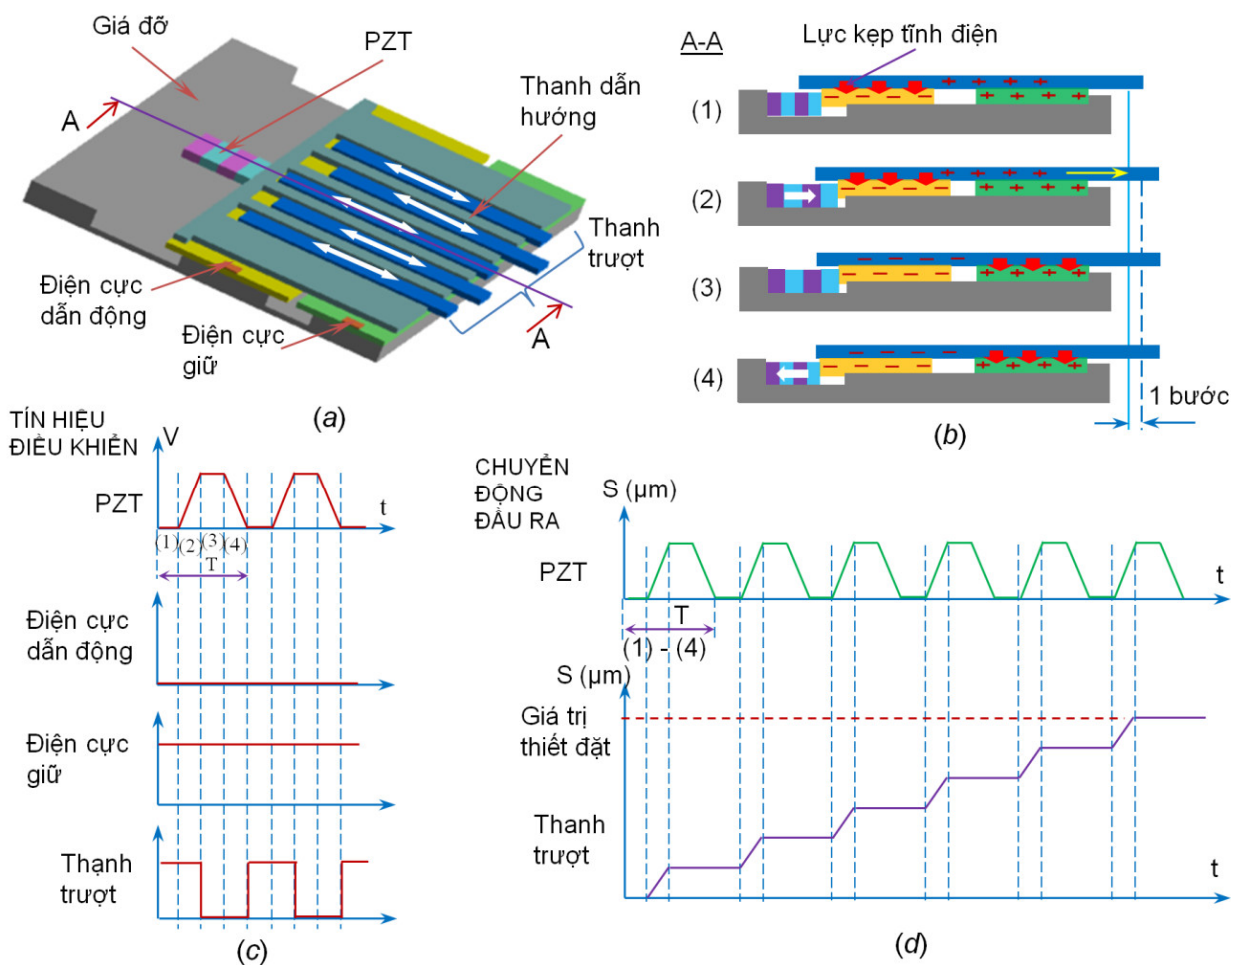 Giá đỡ
PZT
Thanh dẫn
hướng
A
Thanh
trượt
Điện cực
dẫn động
Điện cực
giữ
A
(a)
A-A
Lực kẹp tĩnh điện
(1)
(2)
(3)
(4)
1 bước
(b)
TÍN HIỆU
ĐIỀU KHIỂN
V
PZT
t
(1)
(2)
(3)
(4)
T
Điện cực
dẫn động
Điện cực
giữ
Thạnh
trượt
(c)
CHUYỂN
ĐỘNG
ĐẦU RA
S (μm)
PZT
t
T
(1) - (4)
S (μm)
Giá trị
thiết đặt
Thanh
trượt
t
(d)